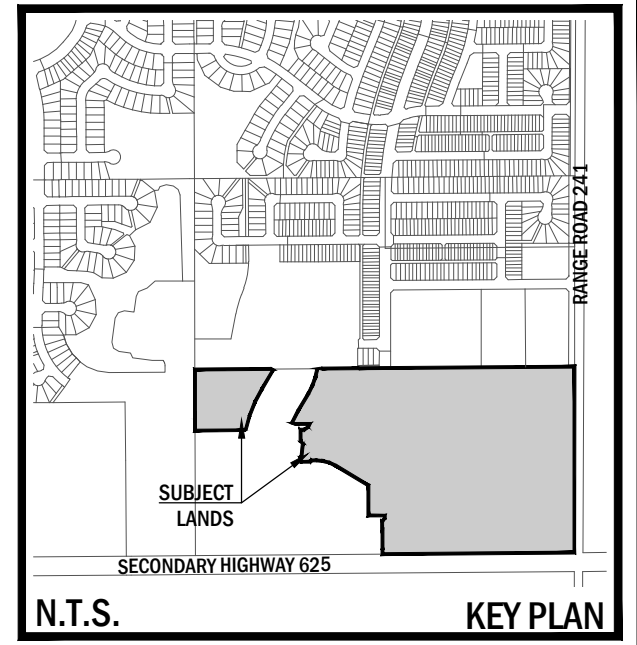 RANGE ROAD 241
SUBJECT
LANDS
SECONDARY HIGHWAY 625
N.T.S.
KEY PLAN